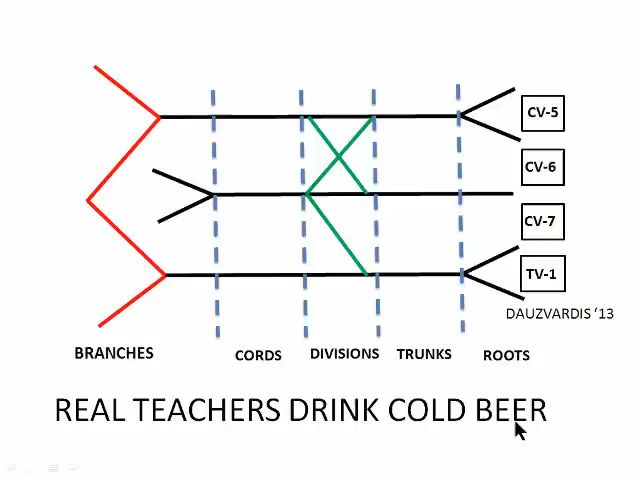 CV-5
CV-6
CV-7
TV-1
DAUZVARDIS ‘13
BRANCHES CORDS DIVISIONS TRUNKS ROOTS
REAL TEACHERS DRINK COLD BEER